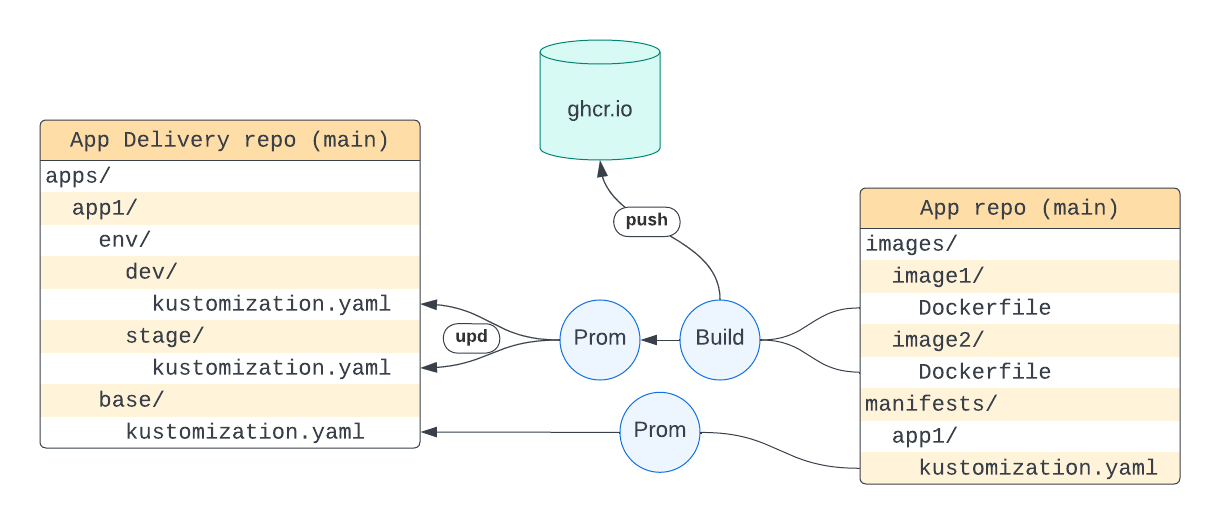 ghcr.io
App Delivery repo (main)
apps/
app1/
env/
dev/
kustomization.yaml
stage/
kustomization.yaml
base/
kustomization.yaml
push
upd
Prom
Build
Prom
App repo (main)
images/
image1/
Dockerfile
image2/
Dockerfile
manifests/
app1/
kustomization.yaml